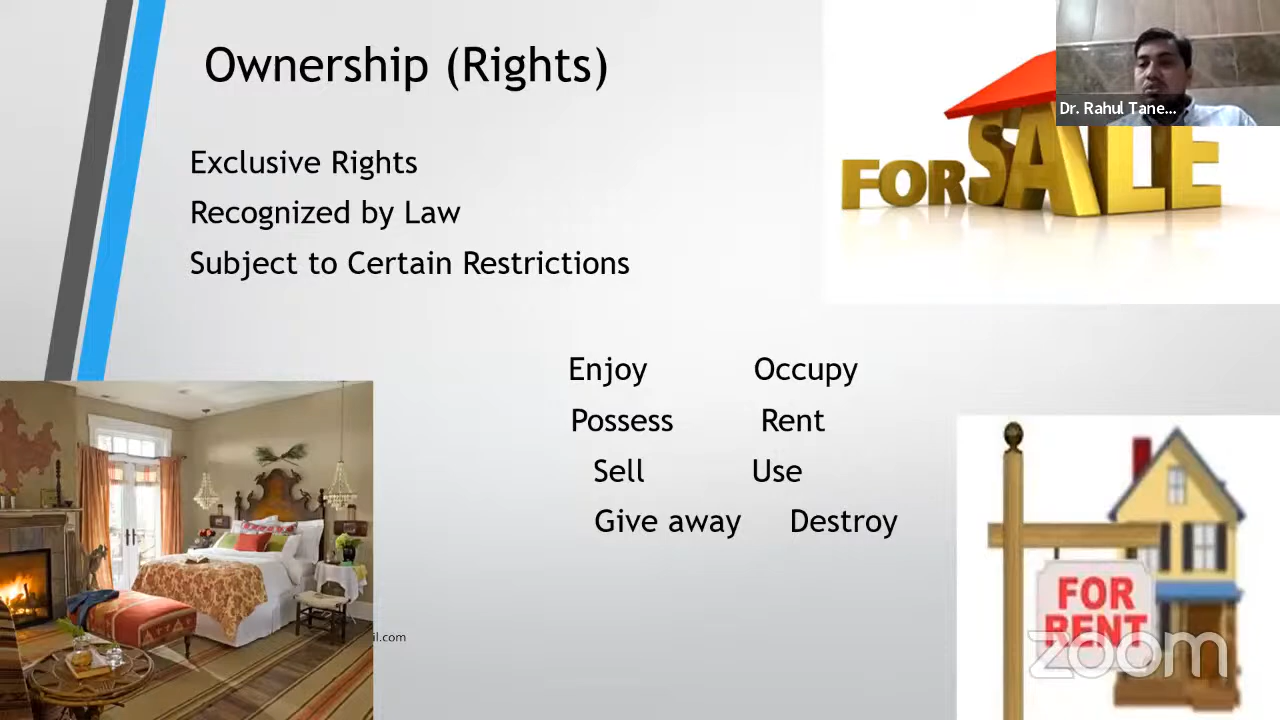 Ownership (Rights)
Exclusive Rights
Recognized by Law
Subject to Certain Restrictions
Enjoy Occupy
Possess Rent
Sell Use
Give away Destroy
FOR SALE
Dr. Rahul Tane...
FOR
RENT
il.com
zoom